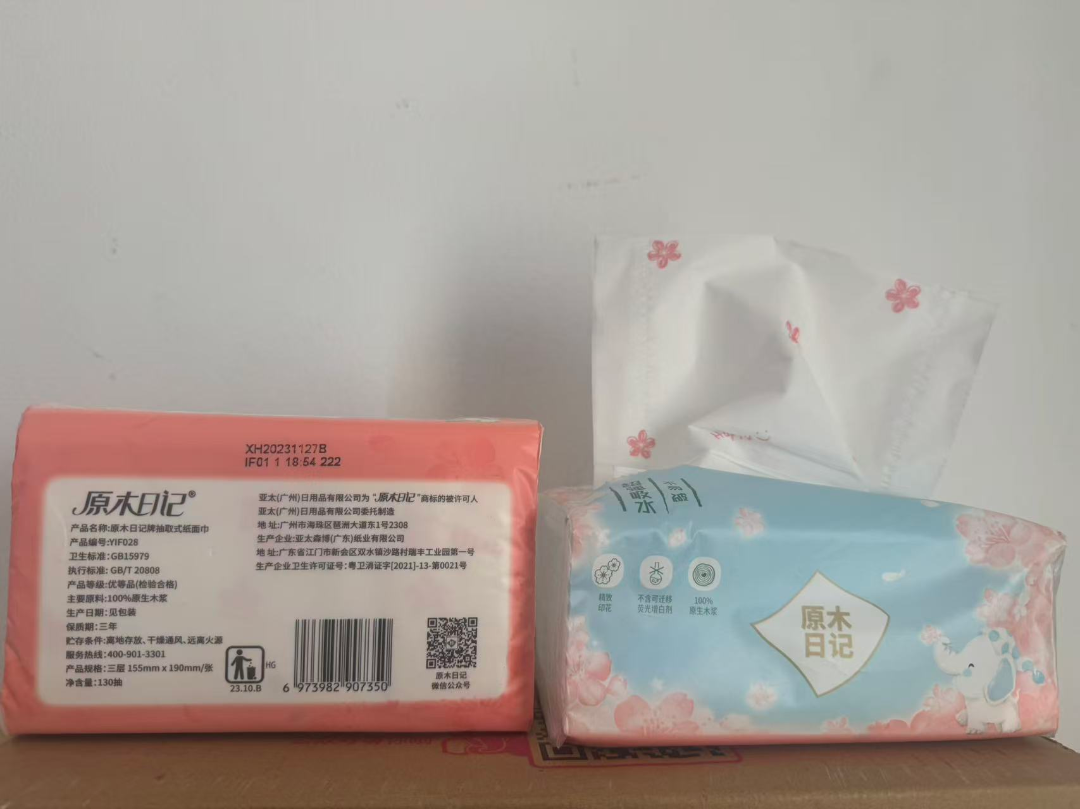 XH20231127B
IF01 1 18:54 222
原木日记®
产品名称:原木日记牌抽取式纸面巾
产品编号:YIF028
卫生标准:GB15979
执行标准: GB/T 20808
产品等级:优等品(检验合格)
主要原料:100%原生木浆
生产日期:见包装
保质期:三年
贮存条件:离地存放、干燥通风、远离火源
服务热线:400-901-3301
产品规格:三层 155mm x 190mm/张
净含量:130抽
亚太(广州)日用品有限公司为“原木日记”商标的被许可人
亚太(广州)日用品有限公司委托制造
地 址:广州市海珠区琶洲大道东1号2308
生产企业:亚太森博(广东)纸业有限公司
地 址:广东省江门市新会区双水镇沙路村瑞丰工业园第一号
生产企业卫生许可证号:粤卫消证字[2021]-13-第0021号
HG
23.10.B
6 973982 907350
原木日记
微信公众号
精致
印花
不含可迁移
荧光增白剂
100%
原生木浆
原木
日记